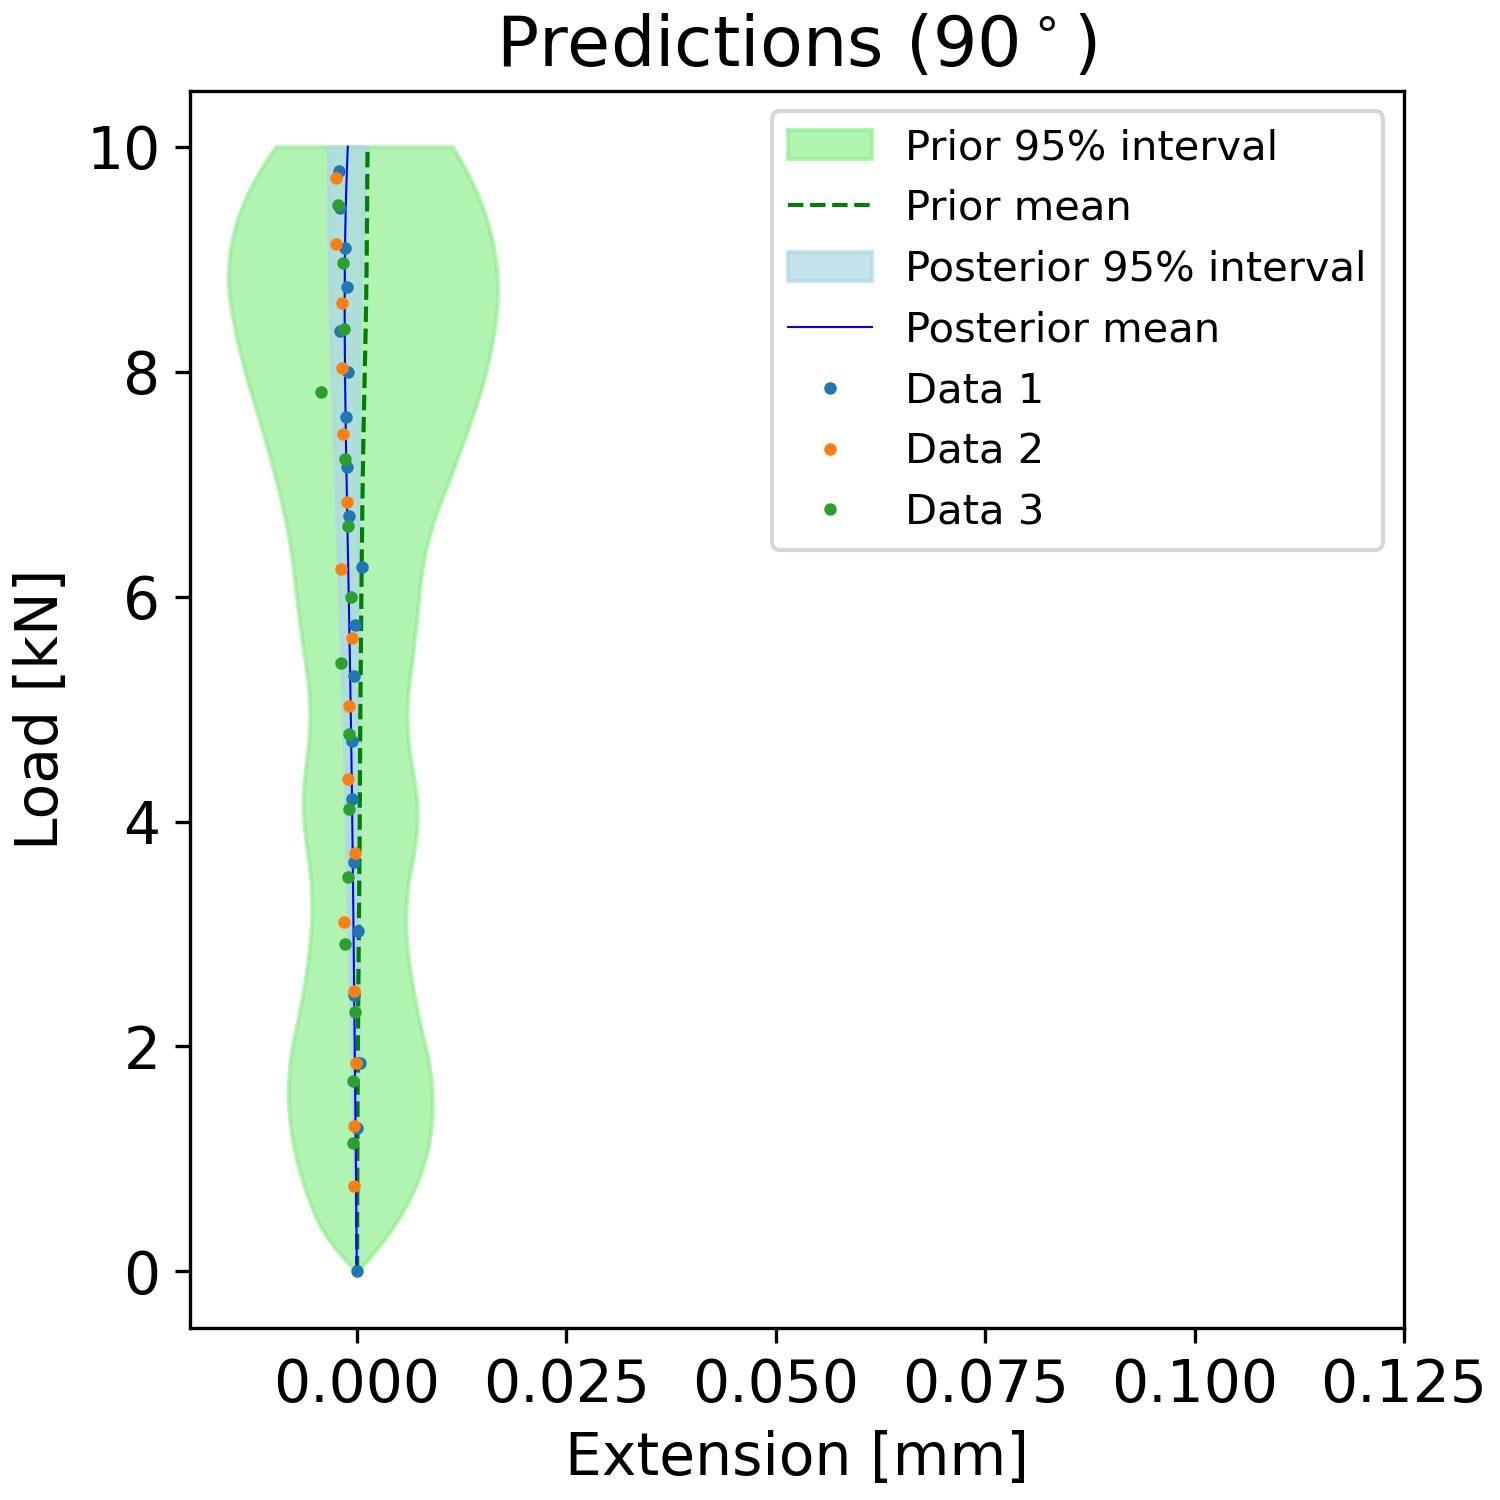 Predictions (90°)
Prior 95% interval
Prior mean
Posterior 95% interval
Posterior mean
Data 1
Data 2
Data 3
Load [kN]
10
8
6
4
2
0
0.000 0.025 0.050 0.075 0.100 0.125
Extension [mm]